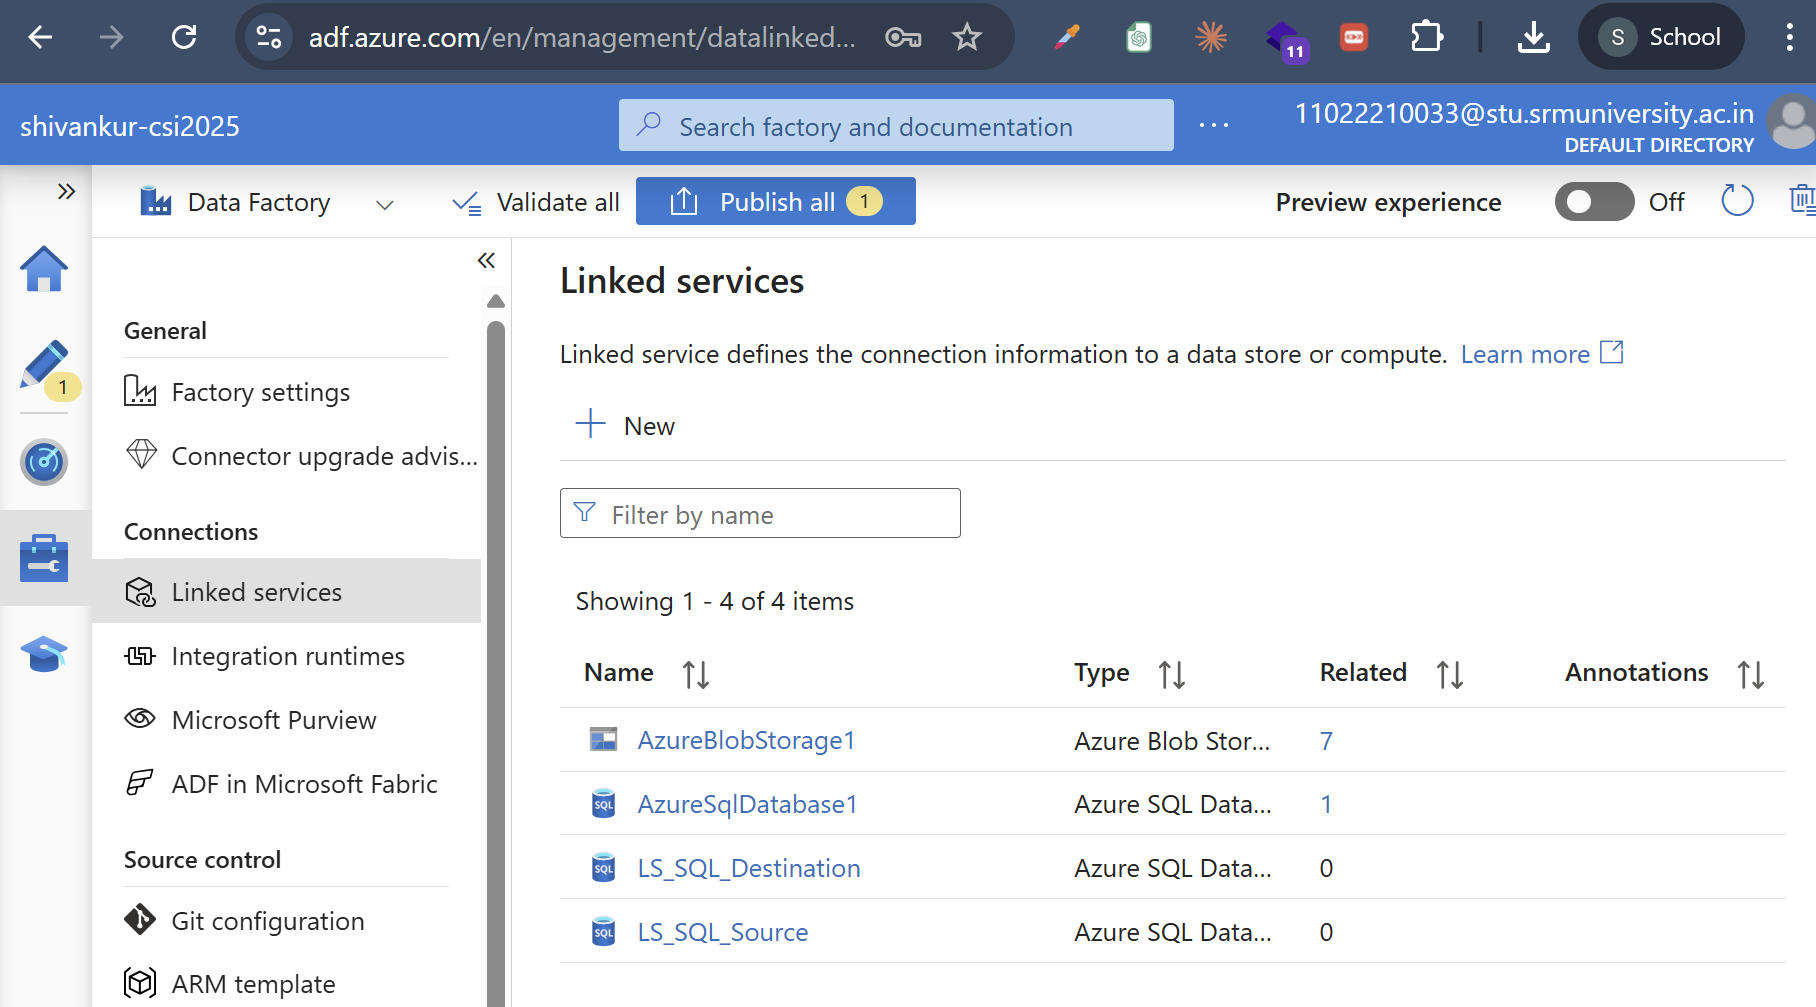 adf.azure.com/en/management/datalinked...
11
S School
shivankur-csi2025
Search factory and documentation
11022210033@stu.srmuniversity.ac.in
DEFAULT DIRECTORY
Data Factory
Validate all
Publish all 1
Preview experience
Off
1
General
Factory settings
Connector upgrade advis...
Connections
Linked services
Integration runtimes
Microsoft Purview
ADF in Microsoft Fabric
Source control
Git configuration
ARM template
Linked services
Linked service defines the connection information to a data store or compute. Learn more
New
Filter by name
Showing 1 - 4 of 4 items
Name Type Related Annotations
AzureBlobStorage1 Azure Blob Stor... 7
SQL AzureSqlDatabase1 Azure SQL Data... 1
SQL LS_SQL_Destination Azure SQL Data... 0
SQL LS_SQL_Source Azure SQL Data... 0